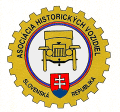 ASOCIÁCIA HISTORICKÝCH VOZIDIEL
SLOVENSKÁ REPUBLIKA